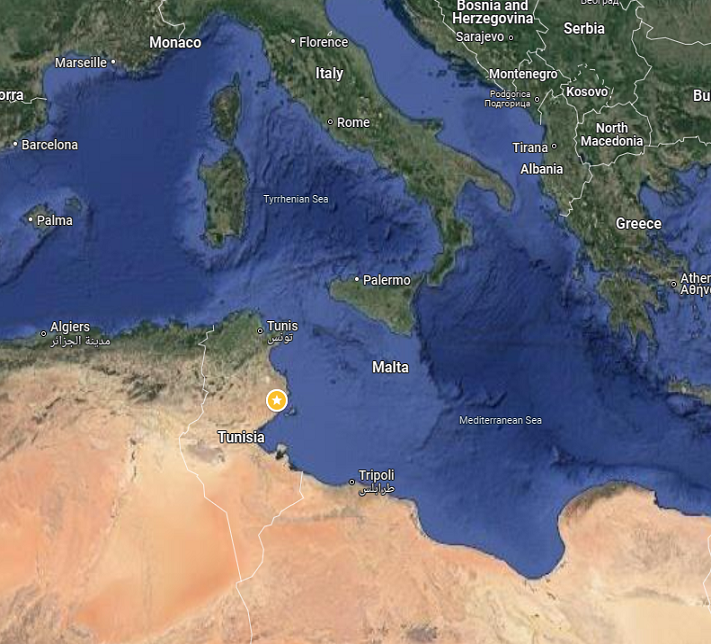 Bosnia and
Herzegovina
Београд
Serbia
Monaco
Florence
Sarajevo
Marseille
Italy
Montenegro
orra
Podgorica
Подгорица
Kosovo
Bu
Rome
North
Macedonia
Barcelona
Tirana
Albania
Tyrrhenian Sea
Palma
Greece
Palermo
Athen
Αθήν
Algiers
مدينة الجزائر
Tunis
تونس
Malta
Mediterranean Sea
Tunisia
Tripoli
طرابلس